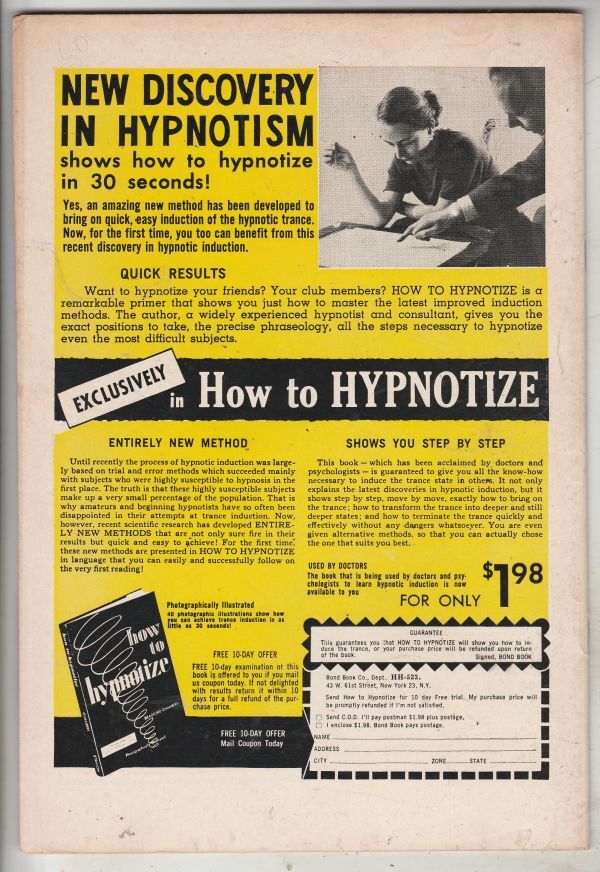 NEW DISCOVERY
IN HYPNOTISM
shows how to hypnotize
in 30 seconds!
Yes, an amazing new method has been developed to
bring on quick, easy induction of the hypnotic trance.
Now, for the first time, you too can benefit from this
recent discovery in hypnotic induction.
QUICK RESULTS
Want to hypnotize your friends? Your club members? HOW TO HYPNOTIZE is a
remarkable primer that shows you just how to master the latest improved induction
methods. The author, a widely experienced hypnotist and consultant, gives you the
exact positions to take, the precise phraseology, all the steps necessary to hypnotize
even the most difficult subjects.
EXCLUSIVELY
in How to HYPNOTIZE
ENTIRELY NEW METHOD
Until recently the process of hypnotic induction was large-
ly based on trial and error methods which succeeded mainly
with subjects who were highly susceptible to hypnosis in the
first place. The truth is that these highly susceptible subjects
make up a very small percentage of the population. That is
why amateurs and beginning hypnotists have so often been
disappointed in their attempts at trance induction. Now,
however, recent scientific research has developed ENTIRE-
LY NEW METHODS that are not only sure fire in their
results but quick and easy to achieve! For the first time,
these new methods are presented in HOW TO HYPNOTIZE
in language that you can easily and successfully follow on
the very first reading!
SHOWS YOU STEP BY STEP
This book — which has been acclaimed by doctors and
psychologists — is guaranteed to give you all the know-how
necessary to induce the trance state in others. It not only
explains the latest discoveries in hypnotic induction, but it
shows step by step, move by move, exactly how to bring on
the trance; how to transform the trance into deeper and still
deeper states; and how to terminate the trance quickly and
effectively without any dangers whatsoever. You are even
given alternative methods, so that you can actually chose
the one that suits you best.
USED BY DOCTORS
The book that is being used by doctors and psy-
chologists to learn hypnotic induction is now
available to you
FOR ONLY $1 98
Photographically Illustrated
40 photographic illustrations show how
you can achieve trance induction in as
little as 30 seconds!
how
to
hypnotize
FREE 10-DAY OFFER
FREE 10-day examination of this
book is offered to you if you mail
us coupon today. If not delighted
with results return it within 10
days for a full refund of the pur-
chase price.
FREE 10-DAY OFFER
Mail Coupon Today
GUARANTEE
This guarantees you that HOW TO HYPNOTIZE will show you how to in-
duce the trance, or your purchase price will be refunded upon return
of the book. Signed, BOND BOOK
Bond Book Co., Dept.. HH-523,
43 W. 61st Street, New York 23, N.Y.
Send How to Hypnotize for 10 day Free trial. My purchase price will
be promptly refunded if I'm not satisfied.
Send C.O.D. I'll pay postman $1.98 plus postage.
I enclose $1.98. Bond Book pays postage.
NAME
ADDRESS
CITY ZONE STATE